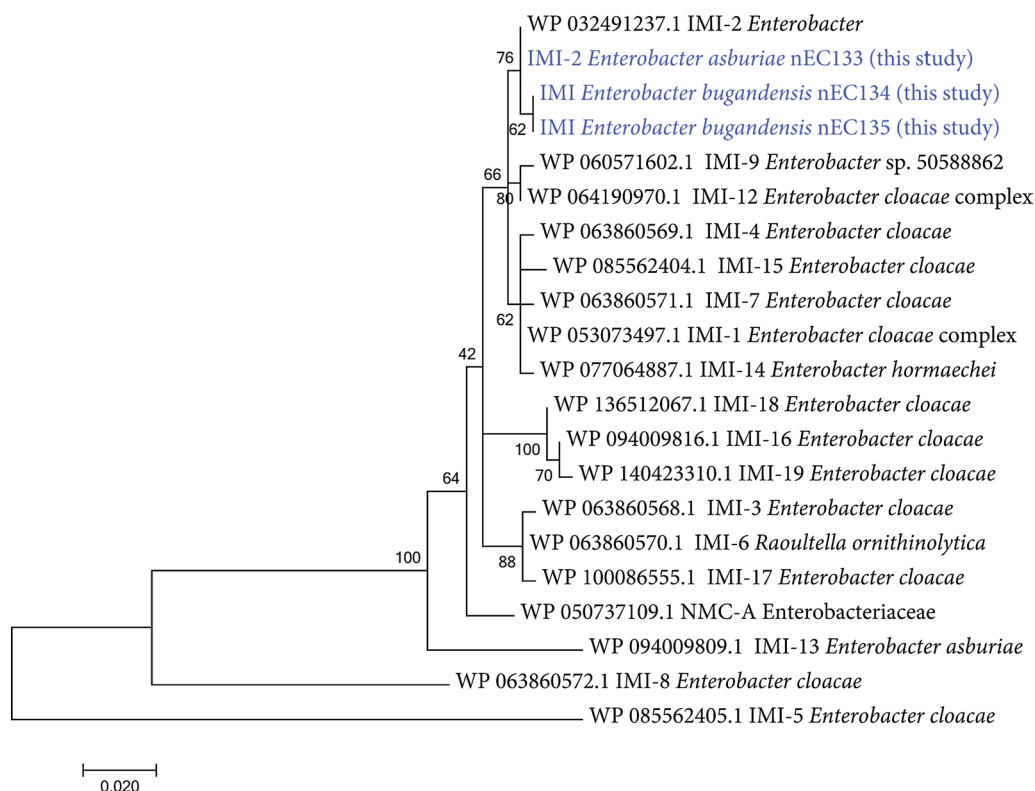 WP 032491237.1 IMI-2 Enterobacter
76
IMI-2 Enterobacter asburiae nEC133 (this study)
IMI Enterobacter bugandensis nEC134 (this study)
62
IMI Enterobacter bugandensis nEC135 (this study)
WP 060571602.1 IMI-9 Enterobacter sp. 50588862
66
80
WP 064190970.1 IMI-12 Enterobacter cloacae complex
WP 063860569.1 IMI-4 Enterobacter cloacae
WP 085562404.1 IMI-15 Enterobacter cloacae
WP 063860571.1 IMI-7 Enterobacter cloacae
62
WP 053073497.1 IMI-1 Enterobacter cloacae complex
42
WP 077064887.1 IMI-14 Enterobacter hormaechei
WP 136512067.1 IMI-18 Enterobacter cloacae
WP 094009816.1 IMI-16 Enterobacter cloacae
100
70
WP 140423310.1 IMI-19 Enterobacter cloacae
64
WP 063860568.1 IMI-3 Enterobacter cloacae
WP 063860570.1 IMI-6 Raoultella ornithinolytica
100
88
WP 100086555.1 IMI-17 Enterobacter cloacae
WP 050737109.1 NMC-A Enterobacteriaceae
WP 094009809.1 IMI-13 Enterobacter asburiae
WP 063860572.1 IMI-8 Enterobacter cloacae
WP 085562405.1 IMI-5 Enterobacter cloacae
0.020